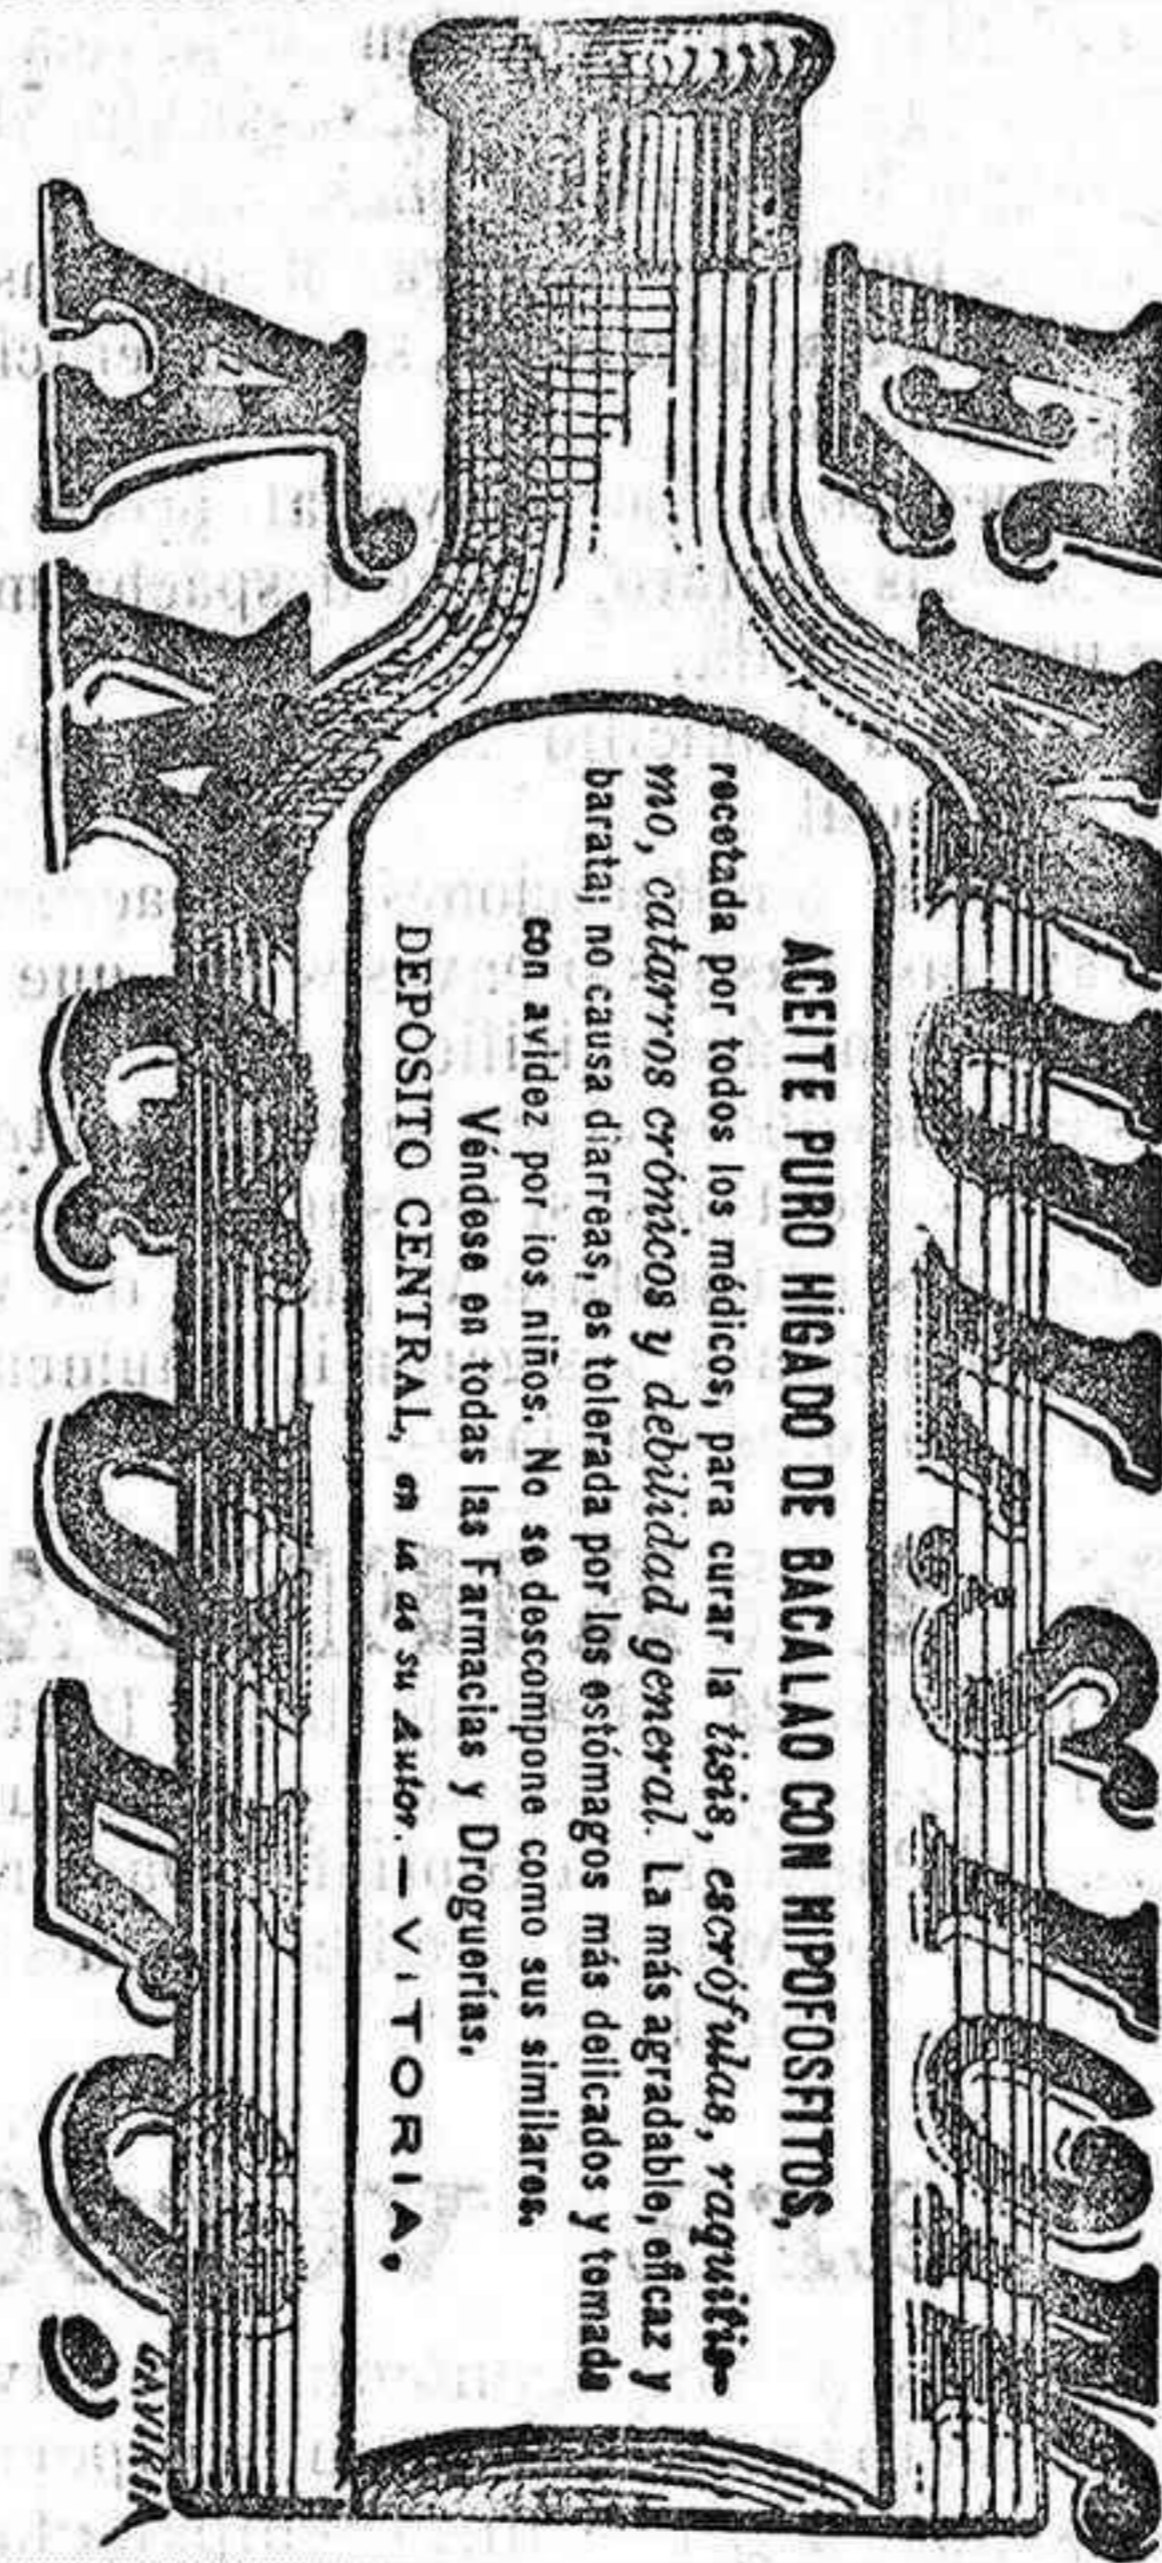 EMULSIÓN
ACEITE PURO HÍGADO DE BACALAO CON HIPOFOSFITOS,
recetada por todos los médicos, para curar la tisis, escrófulas, raquitis-
mo, catarros crónicos y debilidad general. La más agradable, eficaz y
barata; no causa diarreas, es tolerada por los estómagos más delicados y tomada
con avidez por los niños. No se descompone como sus similares.
Véndese en todas las Farmacias y Droguerías.
DEPÓSITO CENTRAL, en la de su Autor.—VITORIA.
GAVIRIA